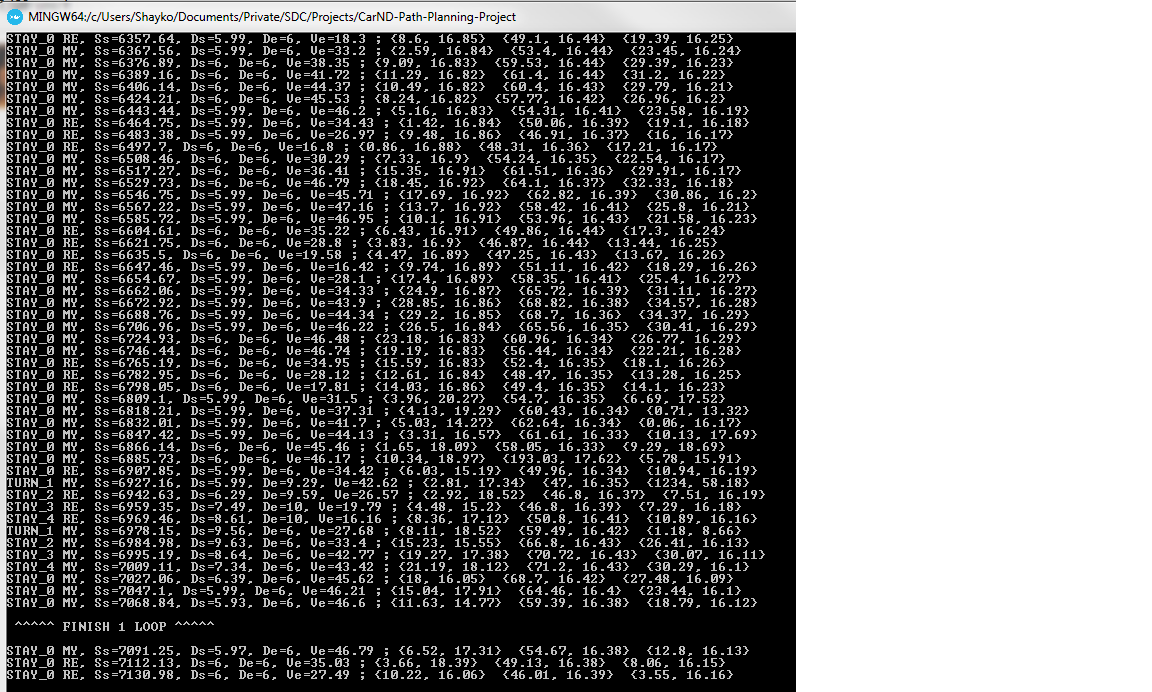 MINGW64:/c/Users/Shayko/Documents/Private/SDC/Projects/CarND-Path-Planning-Project
STAY_0 RE, Ss=6357.64, Ds=5.99, De=6, Ve=18.3 ; {8.6, 16.85} {49.1, 16.44} {19.39, 16.25}
STAY_0 MY, Ss=6367.56, Ds=5.99, De=6, Ve=33.2 ; {2.59, 16.84} {53.4, 16.44} {23.45, 16.24}
STAY_0 MY, Ss=6376.89, Ds=6, De=6, Ve=38.35 ; {9.09, 16.83} {59.53, 16.44} {29.39, 16.23}
STAY_0 MY, Ss=6389.16, Ds=6, De=6, Ve=41.72 ; {11.29, 16.82} {61.4, 16.44} {31.2, 16.22}
STAY_0 MY, Ss=6406.14, Ds=6, De=6, Ve=44.37 ; {10.49, 16.82} {60.4, 16.43} {29.79, 16.21}
STAY_0 MY, Ss=6424.21, Ds=6, De=6, Ve=45.53 ; {8.24, 16.82} {57.77, 16.42} {26.96, 16.2}
STAY_0 MY, Ss=6443.44, Ds=5.99, De=6, Ve=46.2 ; {5.16, 16.83} {54.31, 16.41} {23.58, 16.19}
STAY_0 RE, Ss=6464.75, Ds=5.99, De=6, Ve=34.43 ; {1.42, 16.84} {50.06, 16.39} {19.1, 16.18}
STAY_0 RE, Ss=6483.38, Ds=5.99, De=6, Ve=26.97 ; {9.48, 16.86} {46.91, 16.37} {16, 16.17}
STAY_0 RE, Ss=6497.7, Ds=6, De=6, Ve=16.8 ; {0.86, 16.88} {48.31, 16.36} {17.21, 16.17}
STAY_0 MY, Ss=6508.46, Ds=6, De=6, Ve=30.29 ; {7.33, 16.9} {54.24, 16.35} {22.54, 16.17}
STAY_0 MY, Ss=6517.27, Ds=6, De=6, Ve=36.41 ; {15.35, 16.91} {61.51, 16.36} {29.91, 16.17}
STAY_0 MY, Ss=6529.73, Ds=6, De=6, Ve=46.79 ; {18.45, 16.92} {64.1, 16.37} {32.33, 16.18}
STAY_0 MY, Ss=6546.75, Ds=5.99, De=6, Ve=45.71 ; {17.69, 16.92} {62.82, 16.39} {30.86, 16.2}
STAY_0 MY, Ss=6567.22, Ds=5.99, De=6, Ve=47.16 ; {13.7, 16.92} {58.42, 16.41} {25.8, 16.21}
STAY_0 MY, Ss=6585.72, Ds=5.99, De=6, Ve=46.95 ; {10.1, 16.91} {53.96, 16.43} {21.58, 16.23}
STAY_0 RE, Ss=6604.61, Ds=6, De=6, Ve=35.22 ; {6.43, 16.91} {49.86, 16.44} {17.3, 16.24}
STAY_0 RE, Ss=6621.75, Ds=5.99, De=6, Ve=28.8 ; {3.83, 16.9} {46.87, 16.44} {13.44, 16.25}
STAY_0 RE, Ss=6635.5, Ds=6, De=6, Ve=19.58 ; {4.47, 16.89} {47.25, 16.43} {13.67, 16.26}
STAY_0 RE, Ss=6647.46, Ds=5.99, De=6, Ve=16.42 ; {9.74, 16.89} {51.11, 16.42} {18.29, 16.26}
STAY_0 MY, Ss=6654.67, Ds=5.99, De=6, Ve=28.1 ; {17.4, 16.89} {58.35, 16.41} {25.4, 16.27}
STAY_0 MY, Ss=6662.06, Ds=5.99, De=6, Ve=34.33 ; {24.9, 16.87} {65.72, 16.39} {31.11, 16.27}
STAY_0 MY, Ss=6672.92, Ds=5.99, De=6, Ve=43.9 ; {28.85, 16.86} {68.82, 16.38} {34.57, 16.28}
STAY_0 MY, Ss=6688.76, Ds=5.99, De=6, Ve=44.34 ; {29.2, 16.85} {68.7, 16.36} {34.37, 16.29}
STAY_0 MY, Ss=6706.96, Ds=5.99, De=6, Ve=46.22 ; {26.5, 16.84} {65.56, 16.35} {30.41, 16.29}
STAY_0 MY, Ss=6724.93, Ds=6, De=6, Ve=46.48 ; {23.18, 16.83} {60.96, 16.34} {26.77, 16.29}
STAY_0 MY, Ss=6746.44, Ds=6, De=6, Ve=46.74 ; {19.19, 16.83} {56.44, 16.34} {22.21, 16.28}
STAY_0 RE, Ss=6765.19, Ds=6, De=6, Ve=34.95 ; {15.59, 16.83} {52.4, 16.35} {18.1, 16.26}
STAY_0 RE, Ss=6782.95, Ds=6, De=6, Ve=28.12 ; {12.61, 16.84} {48.47, 16.35} {13.28, 16.25}
STAY_0 RE, Ss=6798.05, Ds=6, De=6, Ve=17.81 ; {14.03, 16.86} {49.4, 16.35} {14.1, 16.23}
STAY_0 MY, Ss=6809.1, Ds=5.99, De=6, Ve=31.5 ; {3.96, 20.27} {54.7, 16.35} {6.69, 17.52}
STAY_0 MY, Ss=6818.21, Ds=5.99, De=6, Ve=37.31 ; {4.13, 19.29} {60.43, 16.34} {0.71, 13.32}
STAY_0 MY, Ss=6832.01, Ds=5.99, De=6, Ve=41.7 ; {5.03, 14.27} {62.64, 16.34} {0.06, 16.17}
STAY_0 MY, Ss=6847.42, Ds=5.99, De=6, Ve=44.13 ; {3.31, 16.57} {61.61, 16.33} {10.13, 17.69}
STAY_0 MY, Ss=6866.14, Ds=6, De=6, Ve=45.46 ; {1.65, 18.09} {58.05, 16.33} {9.29, 18.69}
STAY_0 MY, Ss=6885.73, Ds=6, De=6, Ve=46.17 ; {10.34, 18.97} {193.03, 17.62} {5.78, 15.91}
STAY_0 RE, Ss=6907.85, Ds=5.99, De=6, Ve=34.42 ; {6.03, 15.19} {49.96, 16.34} {10.94, 16.19}
TURN_1 MY, Ss=6927.16, Ds=5.99, De=9.29, Ve=42.62 ; {2.81, 17.34} {47, 16.35} {1234, 58.18}
STAY_2 RE, Ss=6942.63, Ds=6.29, De=9.59, Ve=26.57 ; {2.92, 18.52} {46.8, 16.37} {7.51, 16.19}
STAY_3 RE, Ss=6959.35, Ds=7.49, De=10, Ve=19.79 ; {4.48, 15.2} {46.8, 16.39} {7.29, 16.18}
STAY_4 RE, Ss=6969.46, Ds=8.61, De=10, Ve=16.16 ; {8.36, 17.12} {50.8, 16.41} {10.89, 16.16}
TURN_1 MY, Ss=6978.15, Ds=9.56, De=6, Ve=27.68 ; {8.11, 18.52} {59.49, 16.42} {1.18, 8.66}
STAY_2 MY, Ss=6984.98, Ds=9.63, De=6, Ve=33.4 ; {15.23, 15.55} {66.8, 16.43} {26.41, 16.13}
STAY_3 MY, Ss=6995.19, Ds=8.64, De=6, Ve=42.77 ; {19.27, 17.38} {70.72, 16.43} {30.07, 16.11}
STAY_4 MY, Ss=7009.11, Ds=7.34, De=6, Ve=43.42 ; {21.19, 18.12} {71.2, 16.43} {30.29, 16.1}
STAY_0 MY, Ss=7027.06, Ds=6.39, De=6, Ve=45.62 ; {18, 16.05} {68.7, 16.42} {27.48, 16.09}
STAY_0 MY, Ss=7047.1, Ds=5.99, De=6, Ve=46.21 ; {15.04, 17.91} {64.46, 16.4} {23.44, 16.1}
STAY_0 MY, Ss=7068.84, Ds=5.93, De=6, Ve=46.6 ; {11.63, 14.77} {59.39, 16.38} {18.79, 16.12}
^^^^^ FINISH 1 LOOP ^^^^^
STAY_0 MY, Ss=7091.25, Ds=5.97, De=6, Ve=46.79 ; {6.52, 17.31} {54.67, 16.38} {12.8, 16.13}
STAY_0 RE, Ss=7112.13, Ds=6, De=6, Ve=35.03 ; {3.66, 18.39} {49.13, 16.38} {8.06, 16.15}
STAY_0 RE, Ss=7130.98, Ds=6, De=6, Ve=27.49 ; {10.22, 16.06} {46.01, 16.39} {3.55, 16.16}